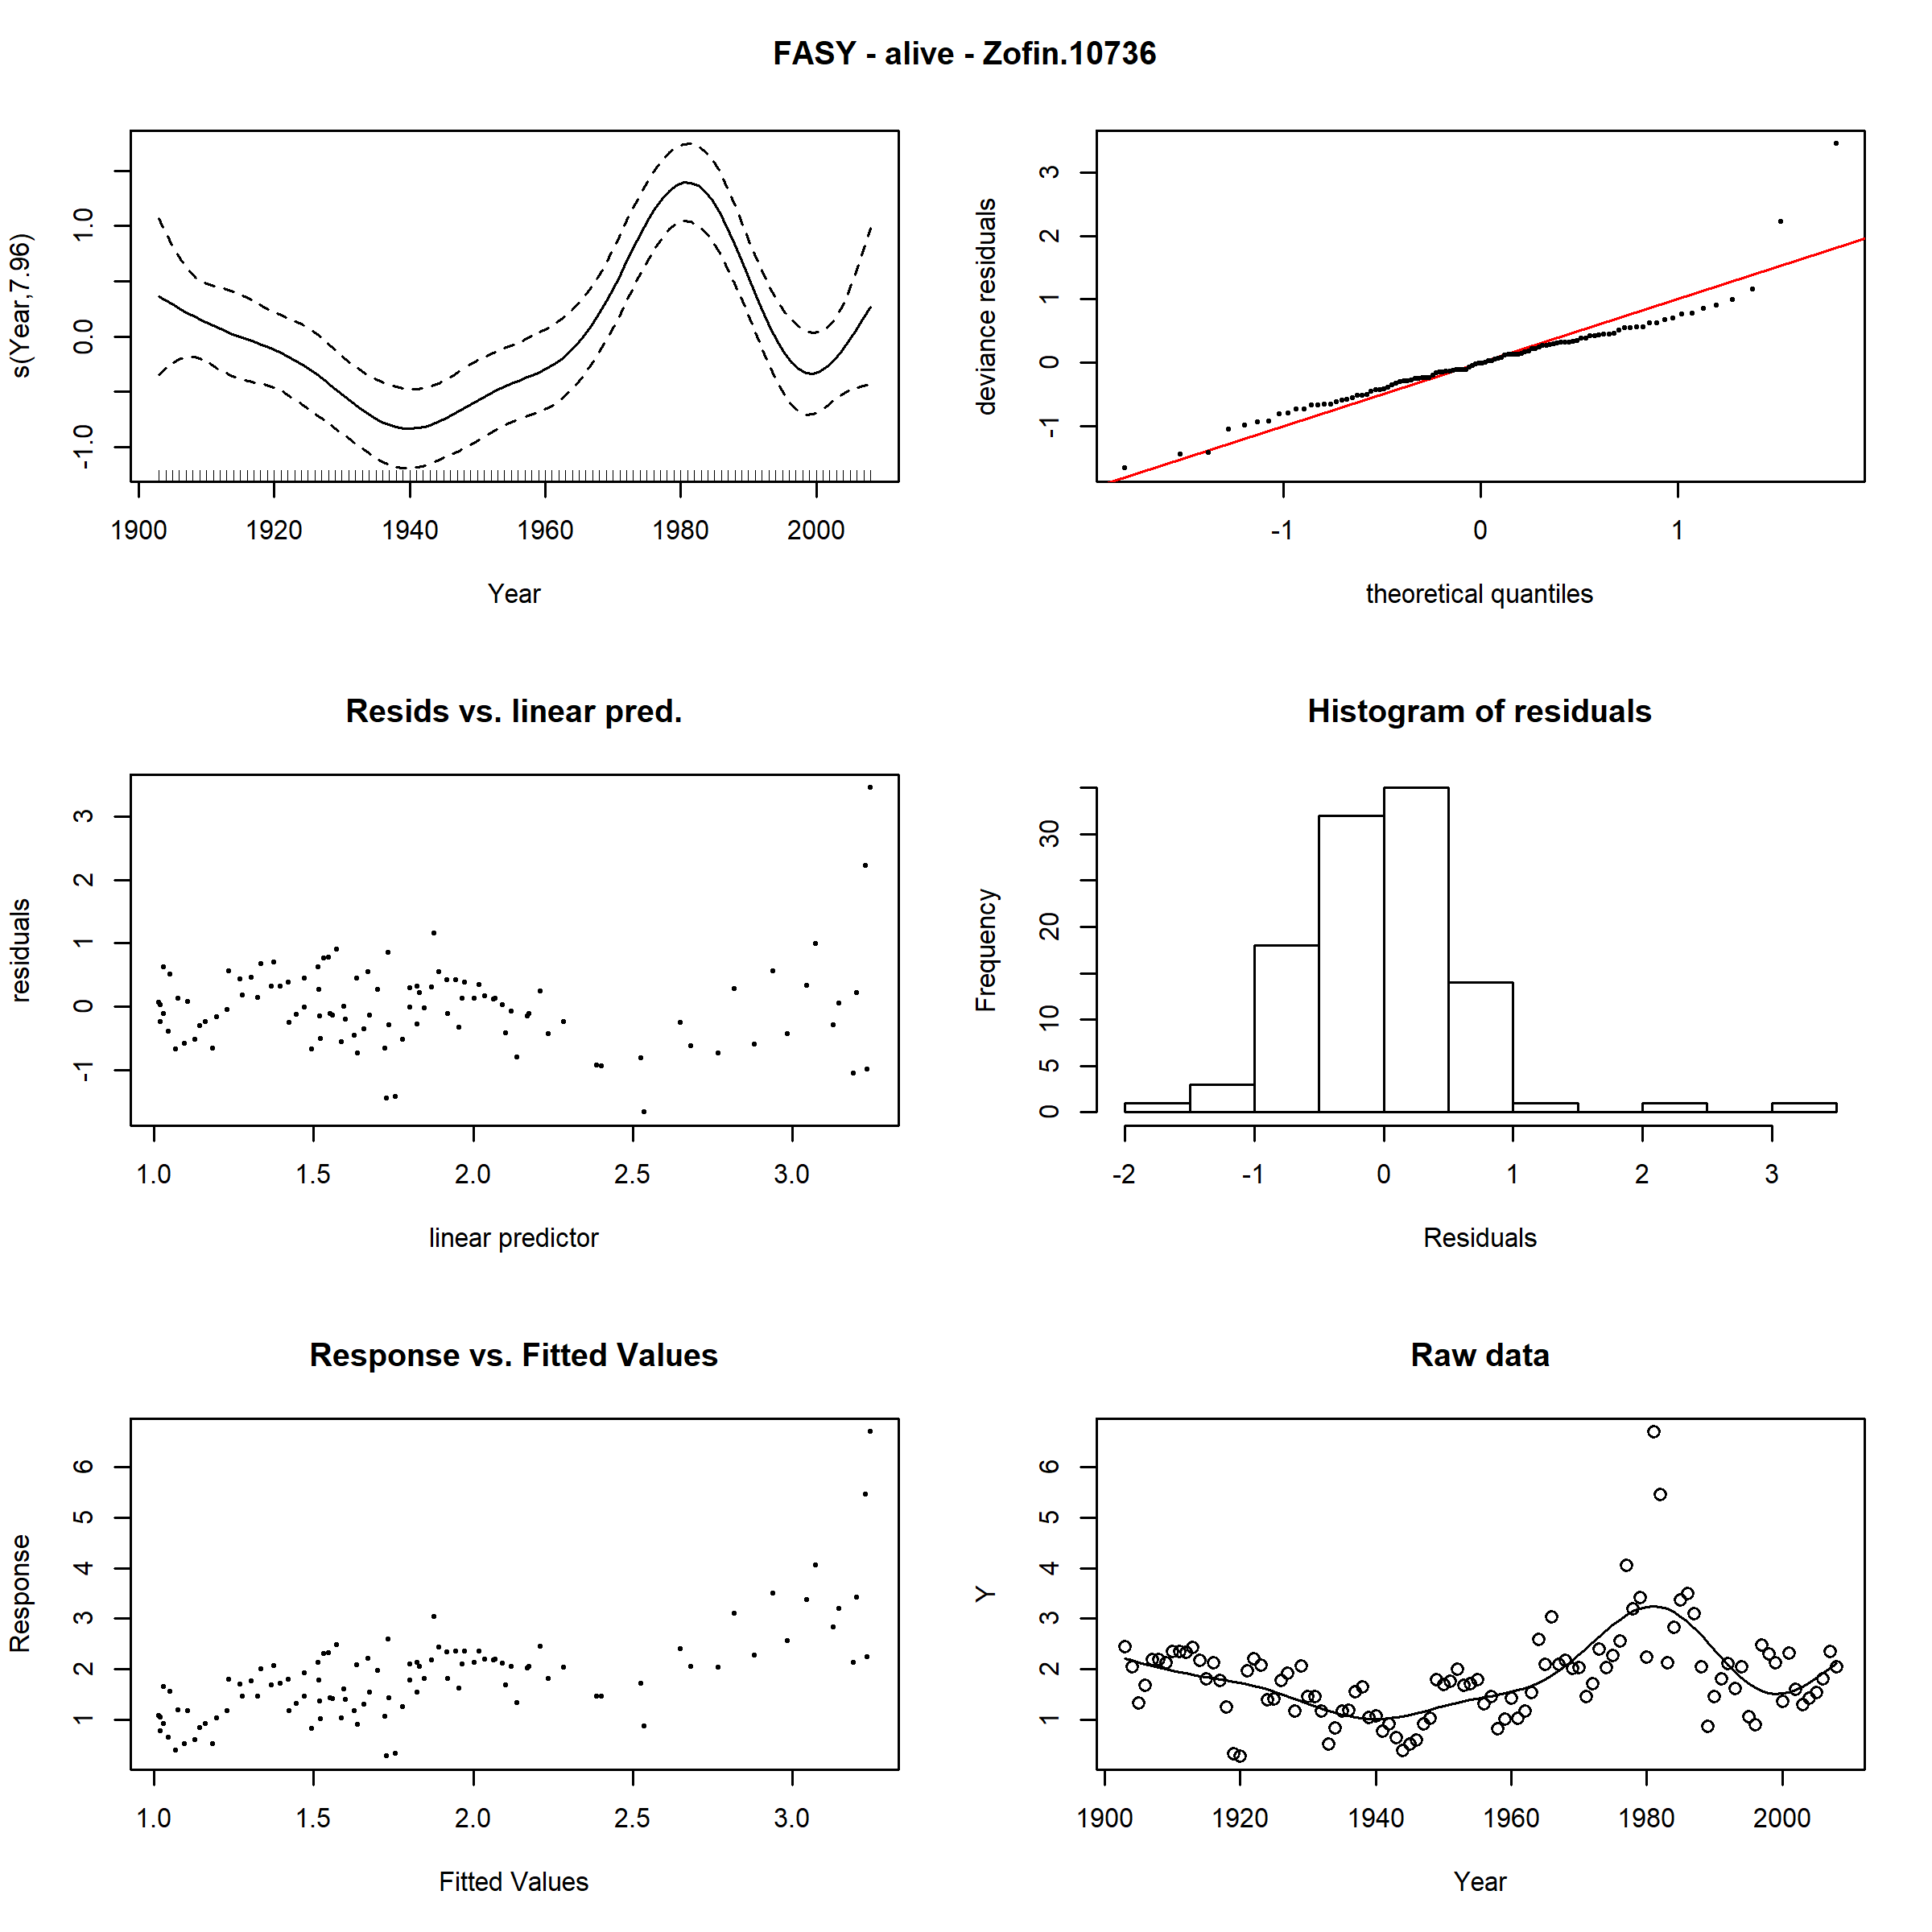 FASY - alive - Zofin.10736
s(Year,7.96)
-1.0 0.0 1.0
1900 1920 1940 1960 1980 2000
Year
deviance residuals
-1 0 1 2 3
-1 0 1
theoretical quantiles
Resids vs. linear pred.
residuals
-1 0 1 2 3
1.0 1.5 2.0 2.5 3.0
linear predictor
Histogram of residuals
Frequency
0 5 10 20 30
-2 -1 0 1 2 3
Residuals
Response vs. Fitted Values
Response
1 2 3 4 5 6
1.0 1.5 2.0 2.5 3.0
Fitted Values
Raw data
Y
1 2 3 4 5 6
1900 1920 1940 1960 1980 2000
Year